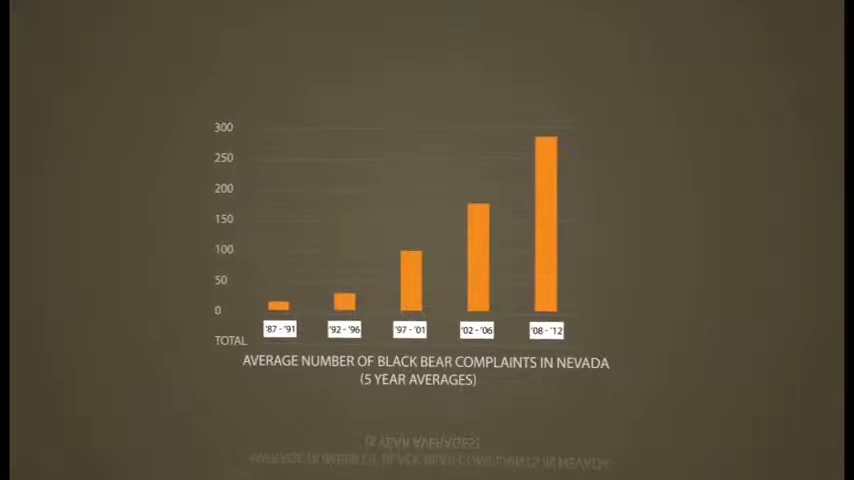 300
250
200
150
100
50
0
'87 - '91 '92 - '96 '97 - '01 '02 - '06 '08 - '12
TOTAL
AVERAGE NUMBER OF BLACK BEAR COMPLAINTS IN NEVADA
(5 YEAR AVERAGES)